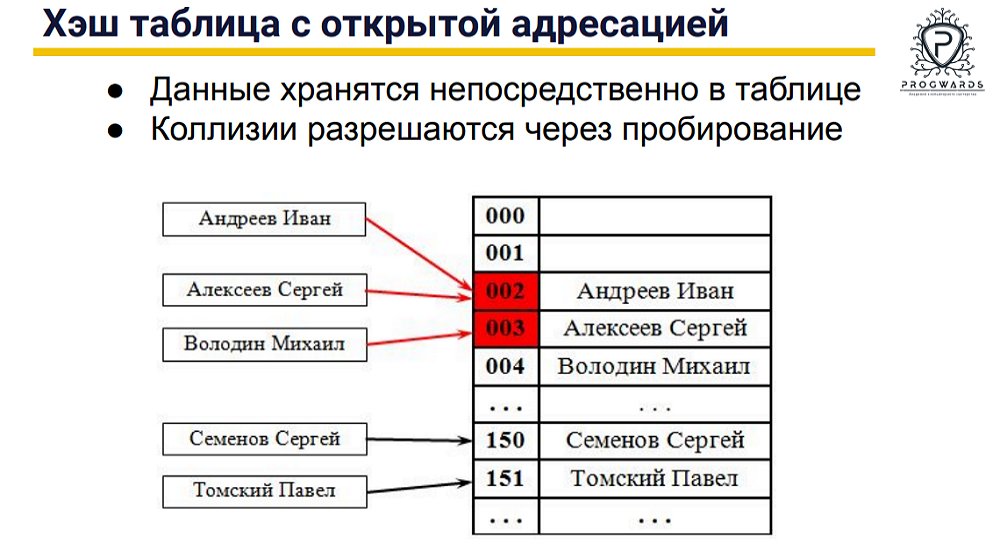 Хэш таблица с открытой адресацией
PROGWARDS
● Данные хранятся непосредственно в таблице
● Коллизии разрешаются через пробирование
Андреев Иван
Алексеев Сергей
Володин Михаил
Семенов Сергей
Томский Павел
000
001
002 Андреев Иван
003 Алексеев Сергей
004 Володин Михаил
... ...
150 Семенов Сергей
151 Томский Павел
... ...